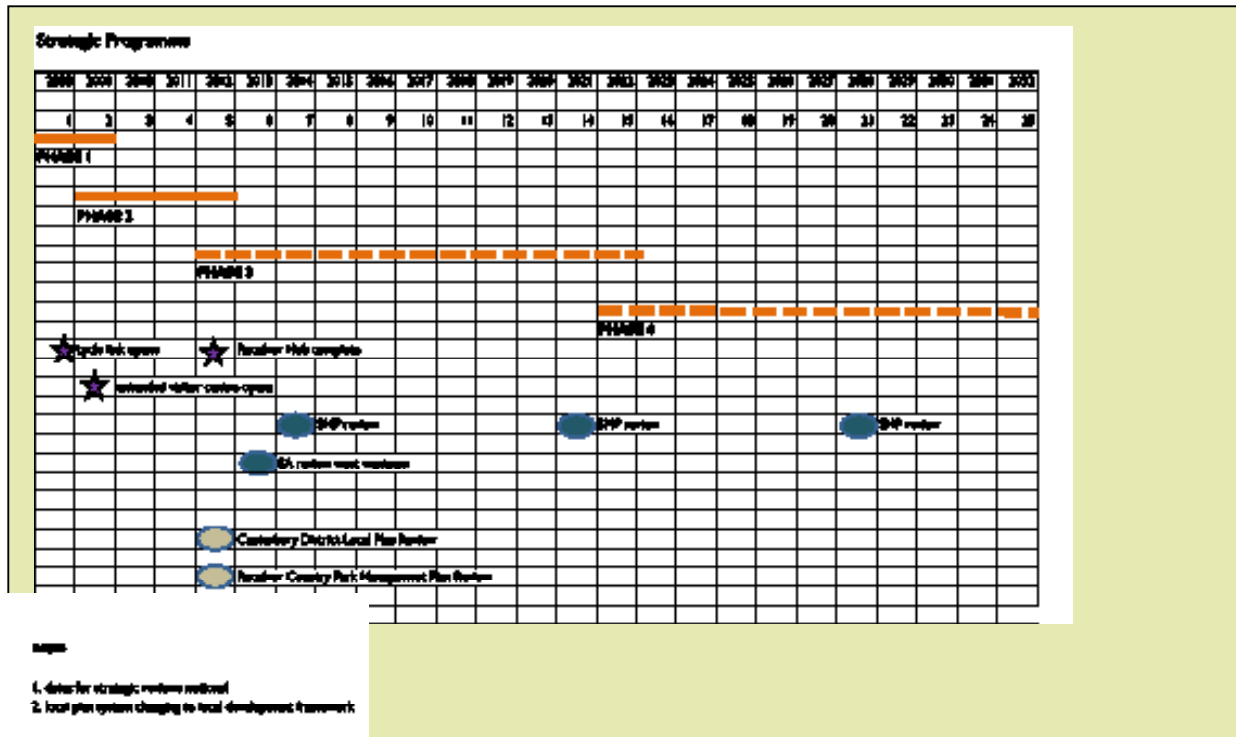 Strategic Programme
2008 2009 2010 2011 2012 2013 2014 2015 2016 2017 2018 2019 2020 2021 2022 2023 2024 2025 2026 2027 2028 2029 2030 2031 2032
1 2 3 4 5 6 7 8 9 10 11 12 13 14 15 16 17 18 19 20 21 22 23 24 25
PHASE 1
PHASE 2
PHASE 3
PHASE 4
cycle link opens Reculver Hub complete
extended visitor centre opens
SMP review SMP review SMP review
EA review west
Canterbury District Local Plan Review
Reculver Country Park Management Plan Review
notes
1. dates for strategic reviews notional
2. local plan system changing to local development framework